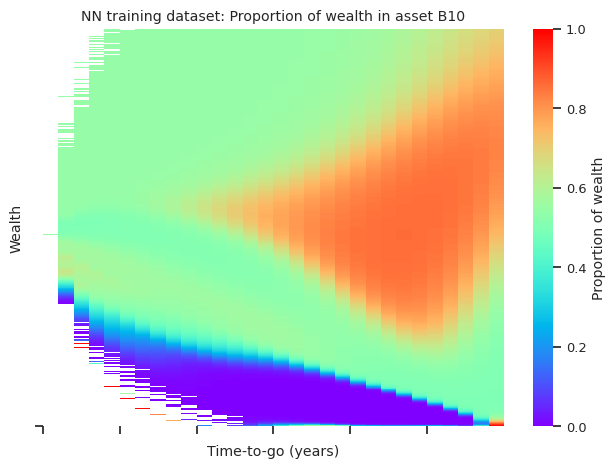 NN training dataset: Proportion of wealth in asset B10
Wealth
Time-to-go (years)
1.0
0.8
0.6
0.4
0.2
0.0
Proportion of wealth